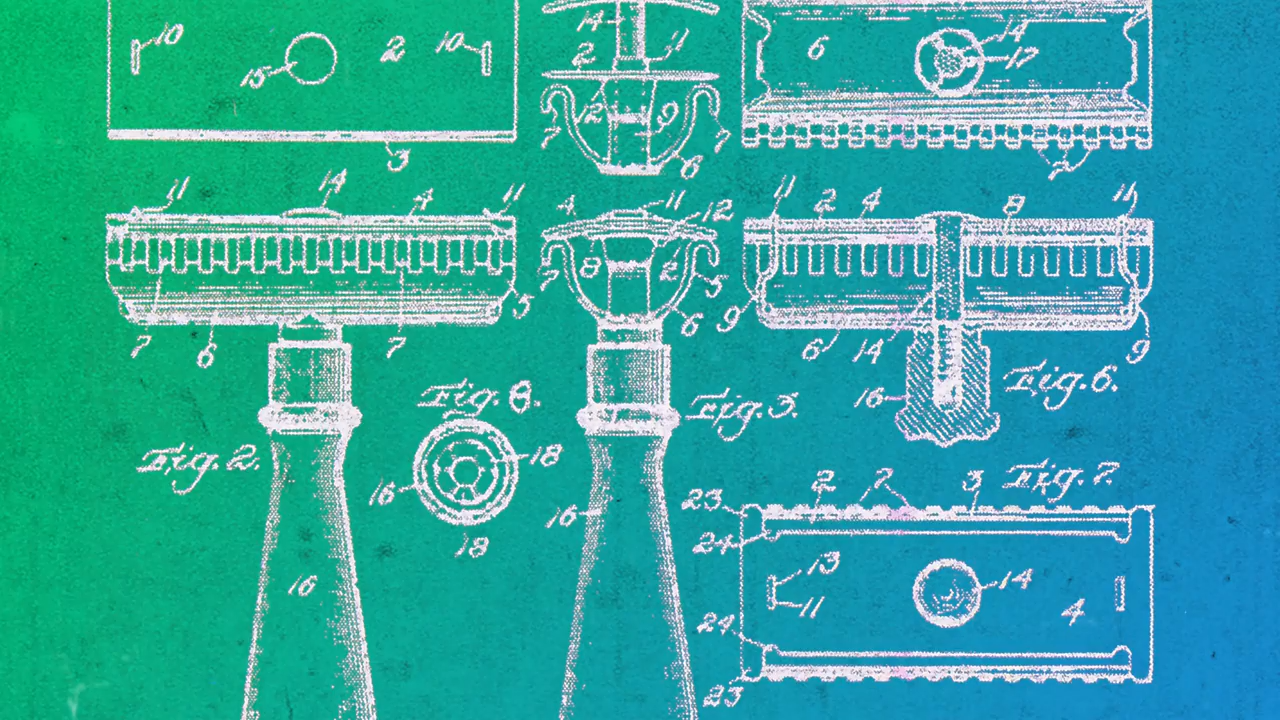 14
10 2 10 6 14
15 2 11 17
12 9
7 7
3 6 7
11 14 4 11 4 11 12 11 2 4 8 11
8 2
7 5 5
7 6 7 6 9 6 14 9
Fig. 8. Fig. 3. 16 Fig. 6.
Fig. 2. 18
16 16 23 2 7 3 Fig. 7.
18 24
16 13 14
11 4
24
23